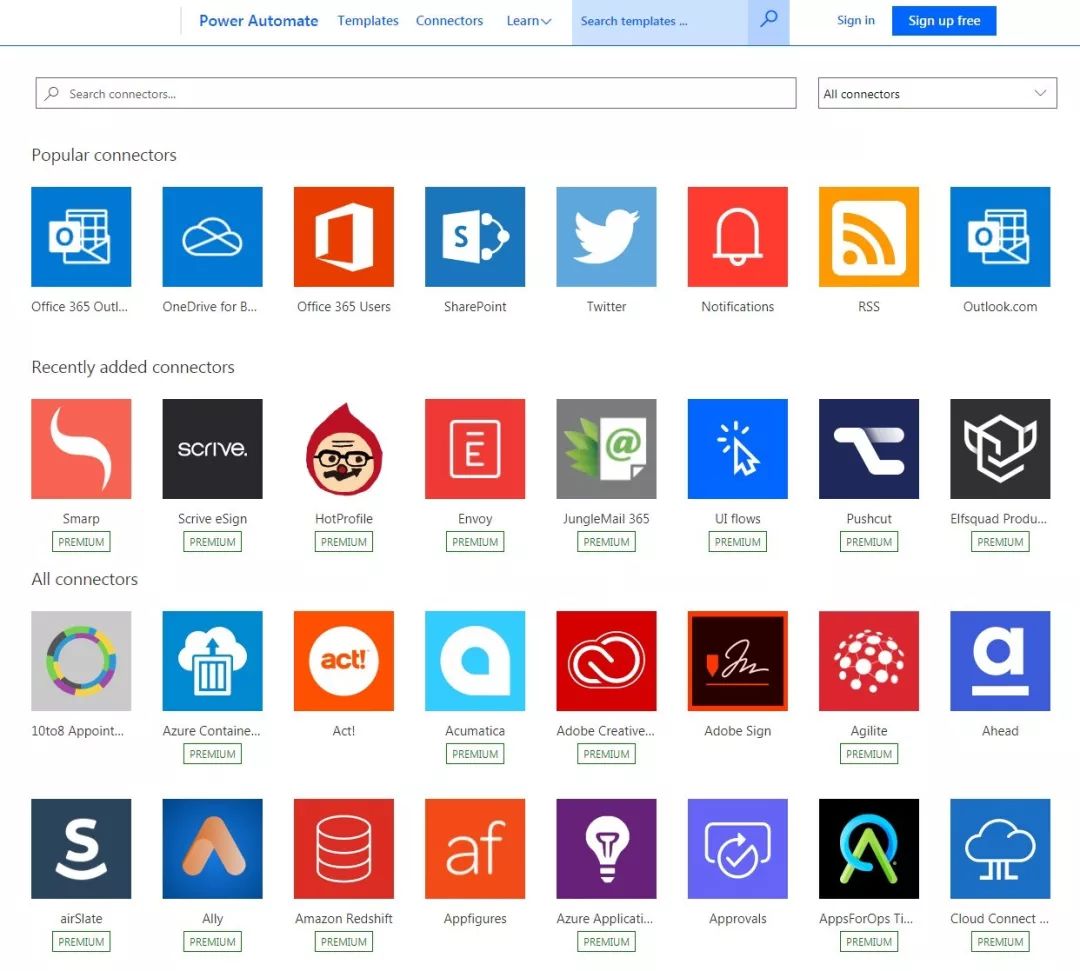 Power Automate Templates Connectors Learn Search templates ... Sign in Sign up free
Search connectors... All connectors
Popular connectors
O S
Office 365 Outl... OneDrive for B... Office 365 Users SharePoint Twitter Notifications RSS Outlook.com
Recently added connectors
scrive. E @
Smarp Scrive eSign HotProfile Envoy JungleMail 365 UI flows Pushcut Elfsquad Produ...
PREMIUM PREMIUM PREMIUM PREMIUM PREMIUM PREMIUM PREMIUM PREMIUM
All connectors
act! a a
10to8 Appoint... Azure Containe... Act! Acumatica Adobe Creative... Adobe Sign Agilite Ahead
PREMIUM PREMIUM PREMIUM PREMIUM
S af
airSlate Ally Amazon Redshift Appfigures Azure Applicati... Approvals AppsForOps Ti... Cloud Connect ...
PREMIUM PREMIUM PREMIUM PREMIUM PREMIUM PREMIUM